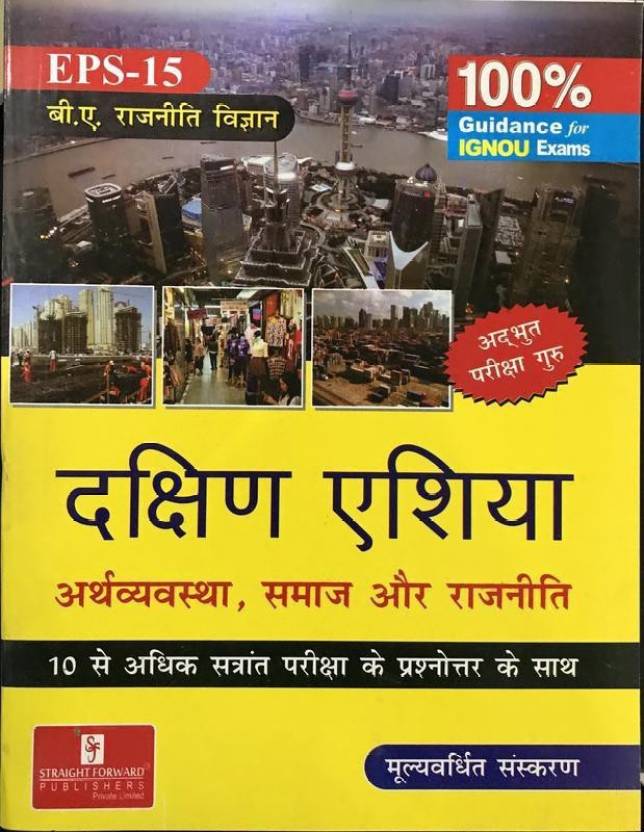 EPS-15
बी.ए. राजनीति विज्ञान
100%
Guidance for
IGNOU Exams
अद्भुत
परीक्षा गुरु
दक्षिण एशिया
अर्थव्यवस्था, समाज और राजनीति
10 से अधिक सत्रांत परीक्षा के प्रश्नोत्तर के साथ
SF
STRAIGHT FORWARD
PUBLISHERS
Private Limited
मूल्यवर्धित संस्करण